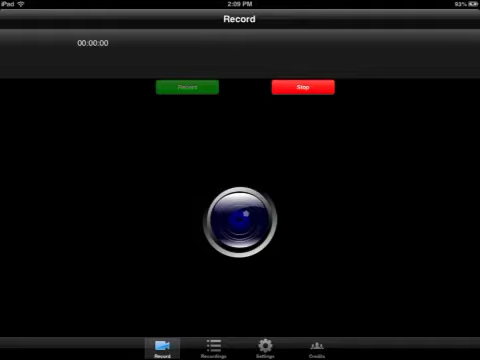 iPad 2:09 PM 93%
Record
00:00:00
Record Stop
Record Recordings Settings Credits